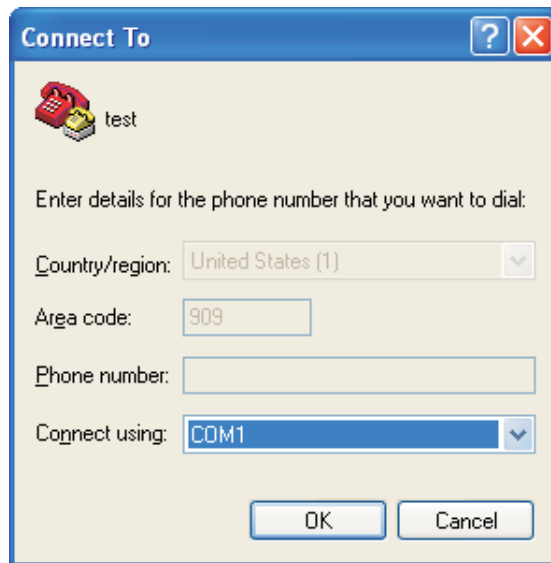 Connect To
test
Enter details for the phone number that you want to dial:
Country/region: United States (1)
Area code: 909
Phone number:
Connect using: COM1
OK Cancel